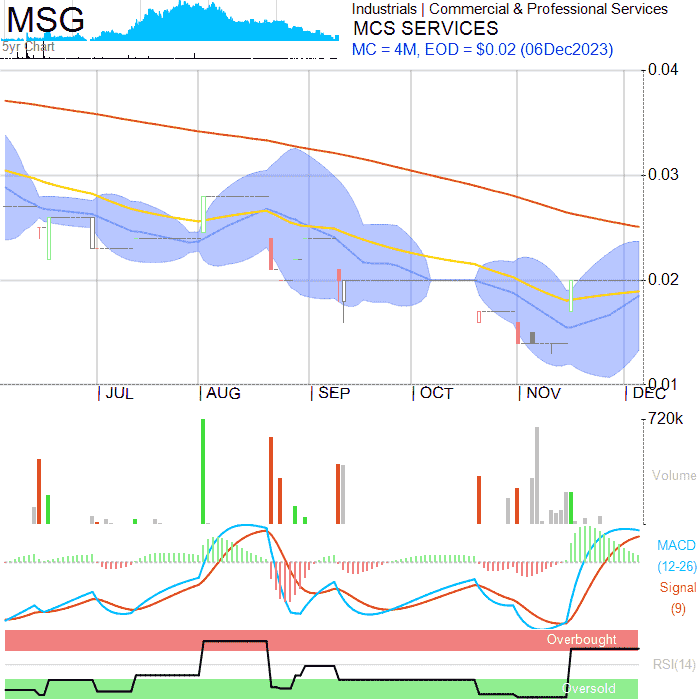 MSG
5yr Chart
Industrials | Commercial & Professional Services
MCS SERVICES
MC = 4M, EOD = $0.02 (06Dec2023)
0.04
0.03
0.02
0.01
| JUL
| AUG
| SEP
| OCT
| NOV
| DEC
720k
Volume
MACD
(12-26)
Signal
(9)
Overbought
RSI(14)
Oversold